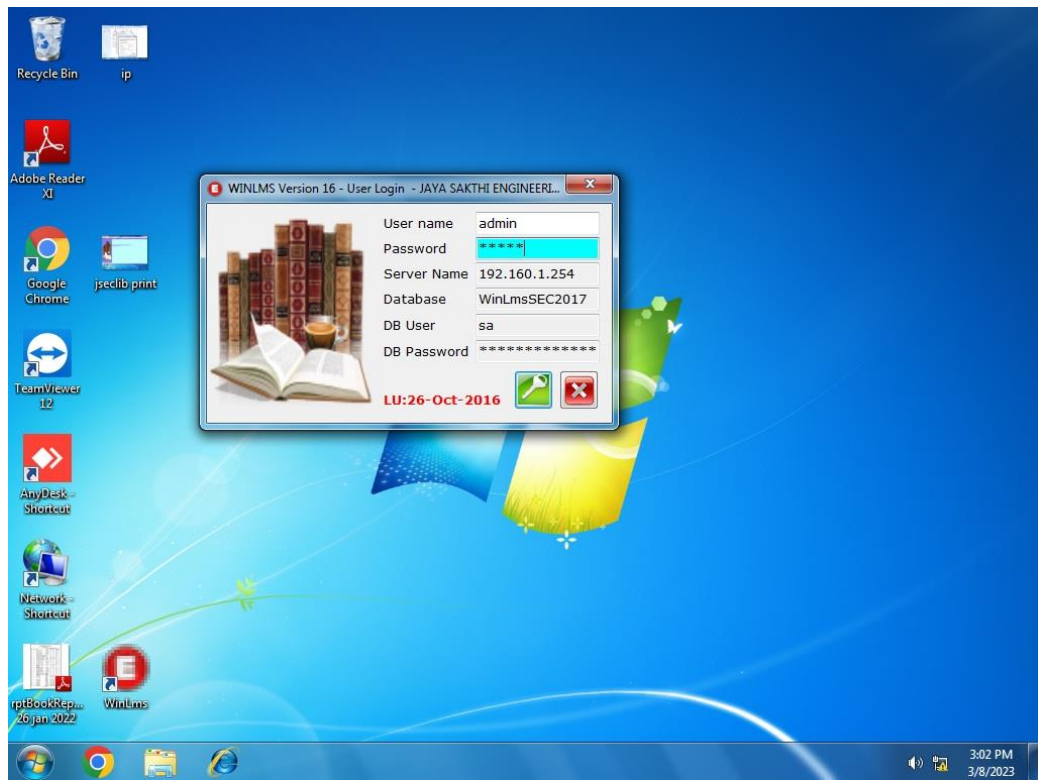 Recycle Bin
ip
Adobe Reader
XI
Google
Chrome
jseclib print
TeamViewer
12
AnyDesk -
Shortcut
Network -
Shortcut
rptBookRep...
26 jan 2022
WinLms
WINLMS Version 16 - User Login - JAYA SAKTHI ENGINEERI...
User name admin
Password *****
Server Name 192.160.1.254
Database WinLmsSEC2017
DB User sa
DB Password *************
LU:26-Oct-2016
3:02 PM
3/8/2023